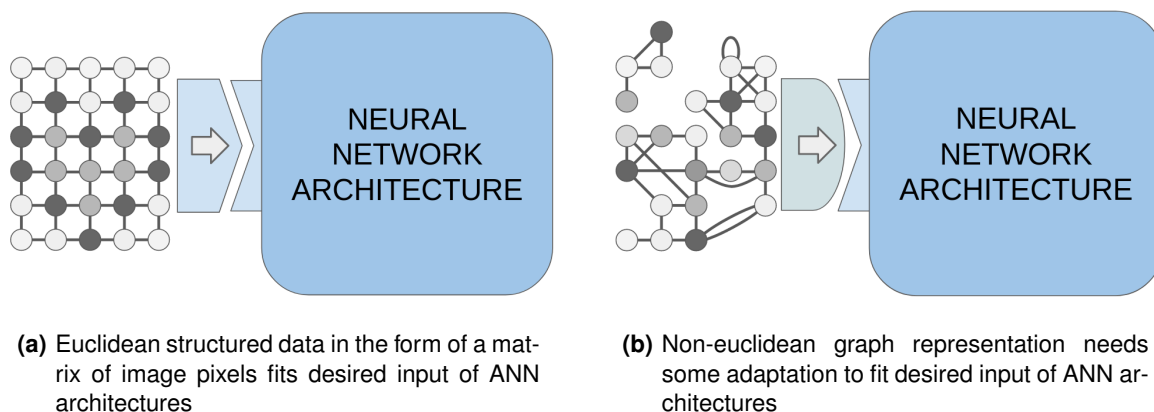 NEURAL
NETWORK
ARCHITECTURE
NEURAL
NETWORK
ARCHITECTURE
(a) Euclidean structured data in the form of a mat-
rix of image pixels fits desired input of ANN
architectures
(b) Non-euclidean graph representation needs
some adaptation to fit desired input of ANN ar-
chitectures